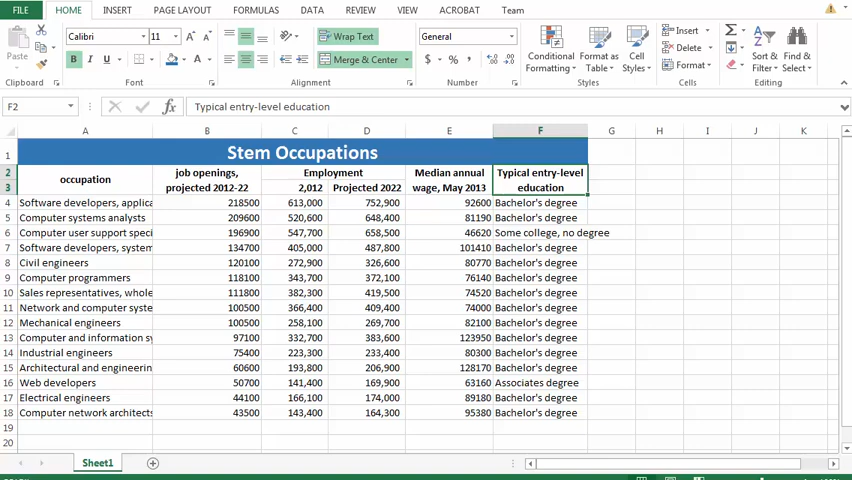 FILE HOME INSERT PAGE LAYOUT FORMULAS DATA REVIEW VIEW ACROBAT Team
Calibri 11 Wrap Text General Insert
Paste Merge & Center Conditional Format as Cell Delete
Formatting Table Styles Format Sort & Find &
Filter Select
Clipboard Font Alignment Number Styles Cells Editing
F2 Typical entry-level education
A B C D E F G H I J K
1 Stem Occupations
2 job openings, Employment Median annual Typical entry-level
occupation
3 projected 2012-22 2,012 Projected 2022 wage, May 2013 education
4 Software developers, applica 218500 613,000 752,900 92600 Bachelor's degree
5 Computer systems analysts 209600 520,600 648,400 81190 Bachelor's degree
6 Computer user support speci 196900 547,700 658,500 46620 Some college, no degree
7 Software developers, system 134700 405,000 487,800 101410 Bachelor's degree
8 Civil engineers 120100 272,900 326,600 80770 Bachelor's degree
9 Computer programmers 118100 343,700 372,100 76140 Bachelor's degree
10 Sales representatives, whole 111800 382,300 419,500 74520 Bachelor's degree
11 Network and computer syste 100500 366,400 409,400 74000 Bachelor's degree
12 Mechanical engineers 100500 258,100 269,700 82100 Bachelor's degree
13 Computer and information sy 97100 332,700 383,600 123950 Bachelor's degree
14 Industrial engineers 75400 223,300 233,400 80300 Bachelor's degree
15 Architectural and engineerin 60600 193,800 206,900 128170 Bachelor's degree
16 Web developers 50700 141,400 169,900 63160 Associates degree
17 Electrical engineers 44100 166,100 174,000 89180 Bachelor's degree
18 Computer network architects 43500 143,400 164,300 95380 Bachelor's degree
19
20
Sheet1